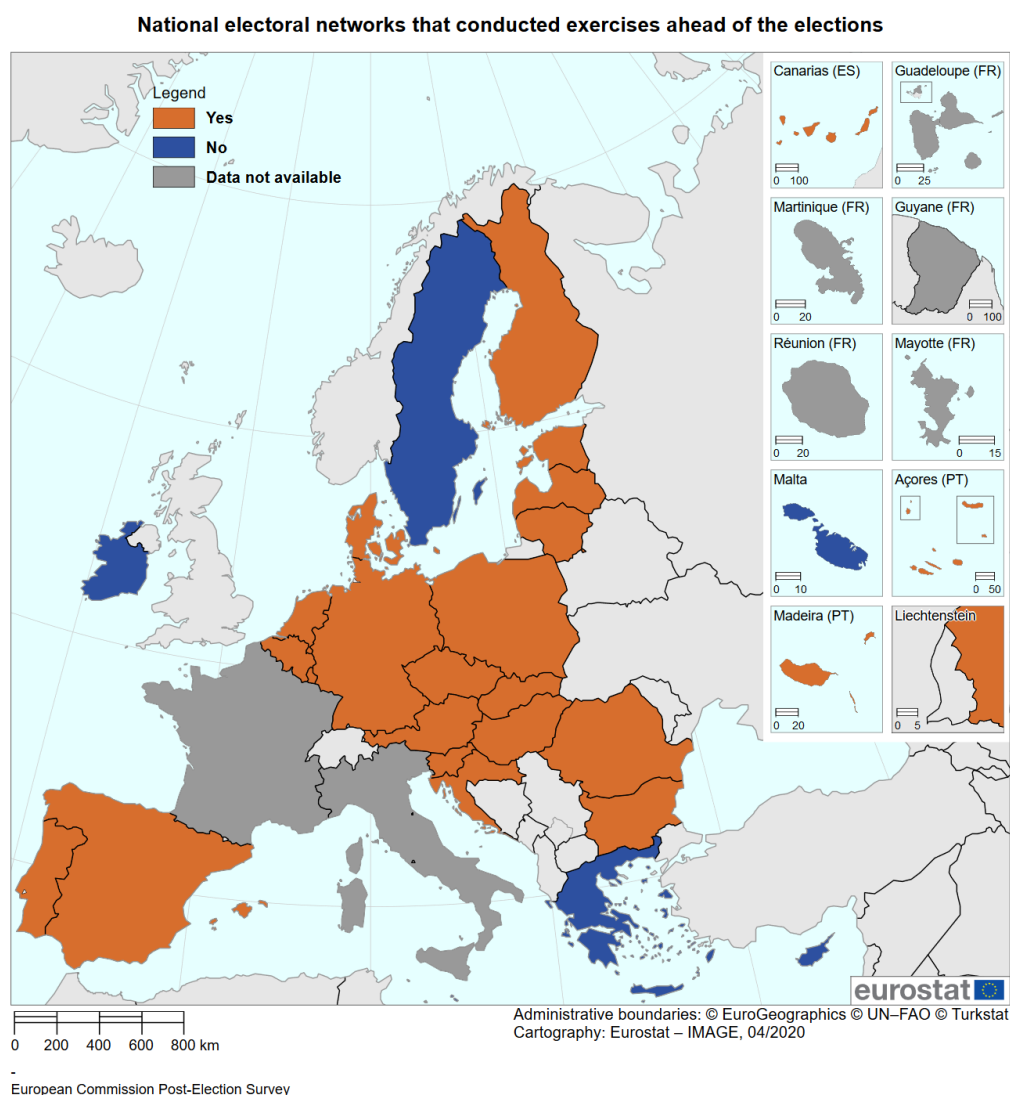 National electoral networks that conducted exercises ahead of the elections
Legend
Yes
No
Data not available
Canarias (ES)
0 100
Guadeloupe (FR)
0 25
Martinique (FR)
0 20
Guyane (FR)
0 100
Réunion (FR)
0 20
Mayotte (FR)
0 15
Malta
0 10
Açores (PT)
0 50
Madeira (PT)
0 20
Liechtenstein
0 5
eurostat
0 200 400 600 800 km
Administrative boundaries: © EuroGeographics © UN–FAO © Turkstat
Cartography: Eurostat – IMAGE, 04/2020
-
European Commission Post-Election Survey